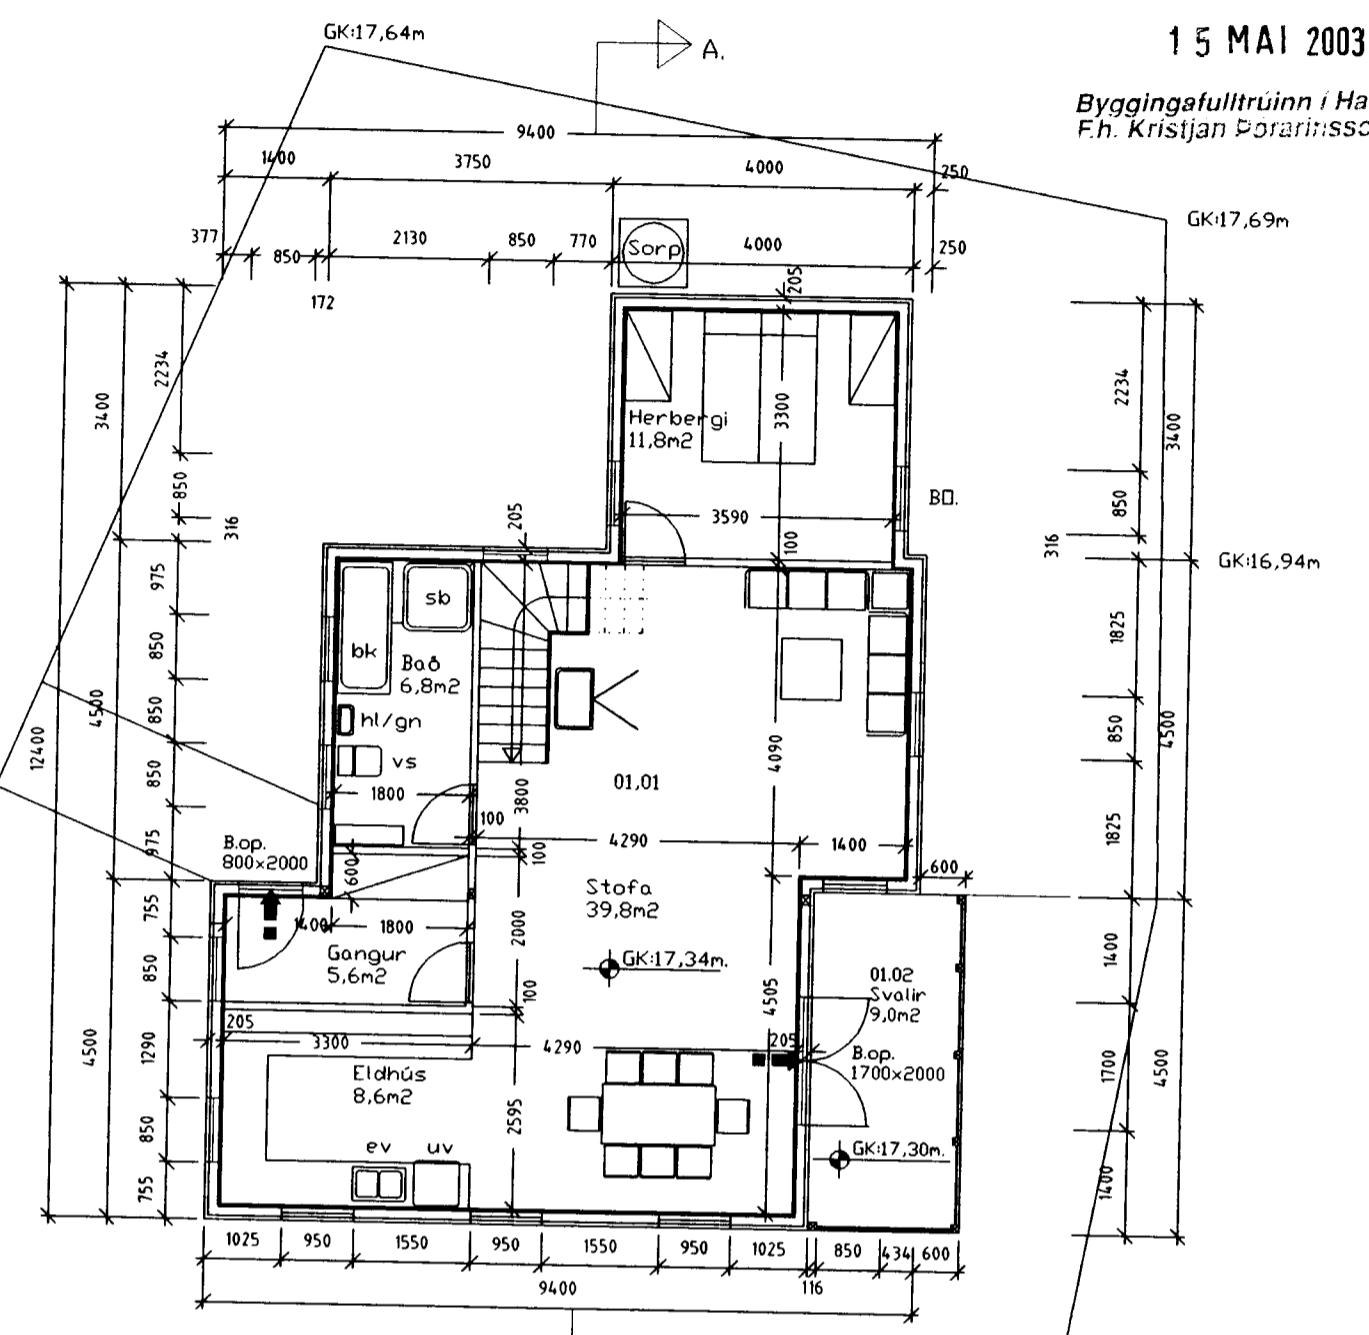 GK:17,64m
A.
15 MAI 2003
Byggingafulltrúinn í Ha
F.h. Kristján Þórarinsso
9400
1400 3750 4000 250
GK:17,69m
377 850 2130 850 770 Sorp 4000 250
172
205
2234
3400
850
316
975
850
4500
850
12400
850
975
755
850
4500
1290
850
755
Herbergi
11,8m2
3300
3590
100
205
BO.
2234
3400
850
316
GK:16,94m
1825
850
4500
1825
1400
1700
4500
1400
sb
bk
Bað
6,8m2
hl/gn
vs
1800
100
3800
01,01
4090
4290
1400
B.op.
800x2000
600
100
600
Stofa
39,8m2
1400
1800
2000
Gangur
5,6m2
GK:17,34m.
01.02
Svalir
9,0m2
4505
100
205
3300
4290
205
B.op.
1700x2000
Eldhús
8,6m2
2595
ev uv
GK:17,30m.
1025 950 1550 950 1550 950 1025 850 434 600
116
9400